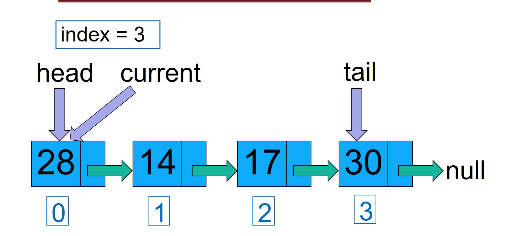 index = 3
head current tail
28 14 17 30 null
0 1 2 3